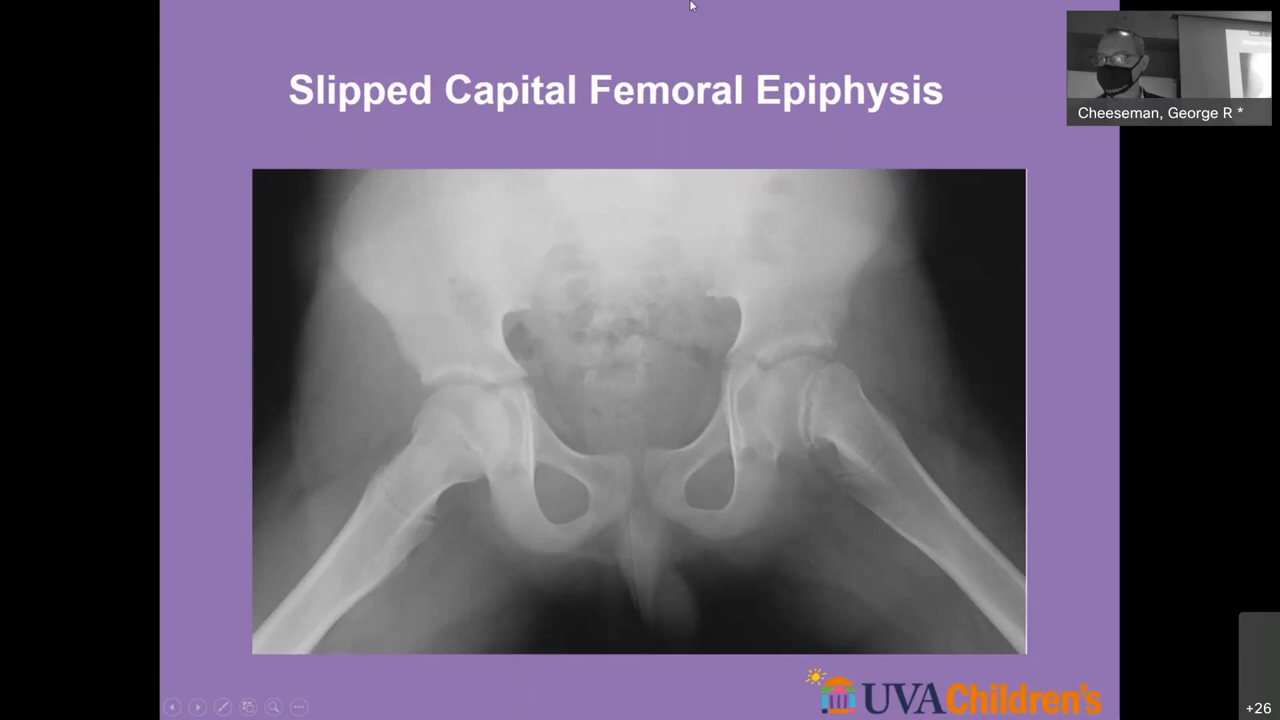 Slipped Capital Femoral Epiphysis
Cheeseman, George R *
UVA Children's
+26